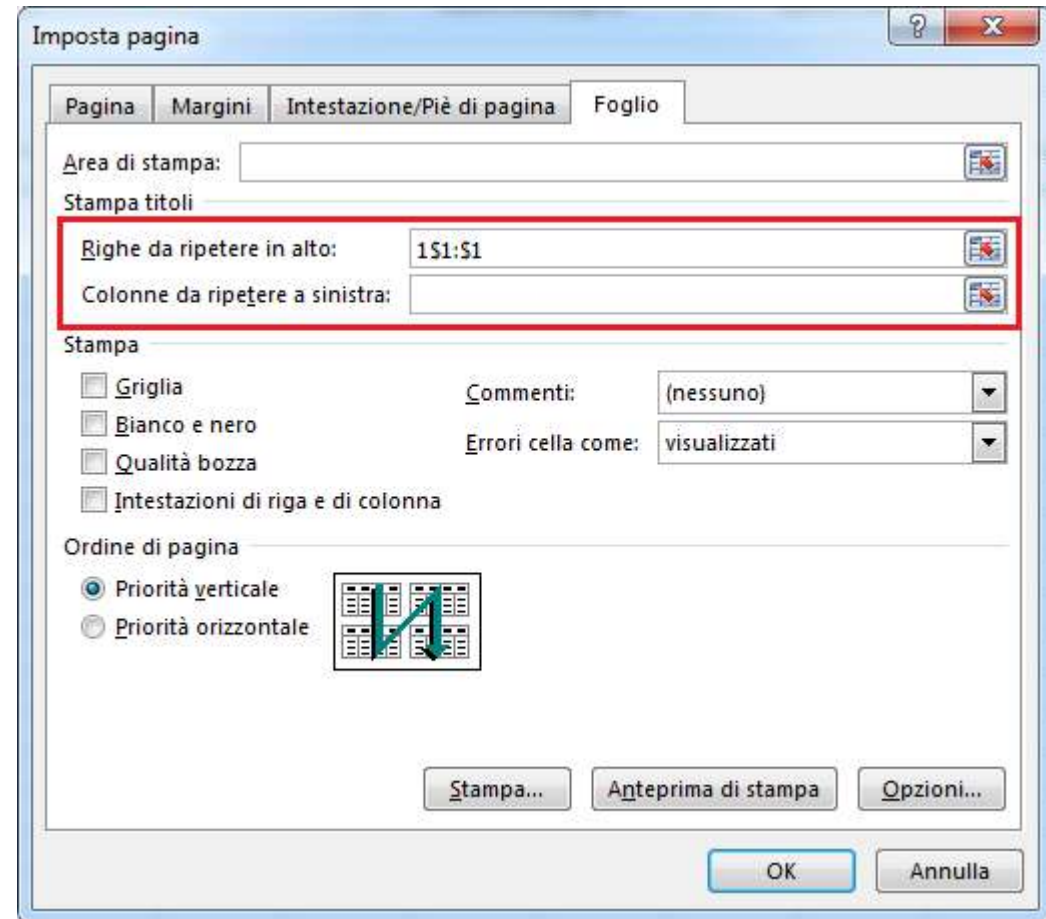 Imposta pagina
Pagina Margini Intestazione/Piè di pagina Foglio
Area di stampa:
Stampa titoli
Righe da ripetere in alto: 1$1:$1
Colonne da ripetere a sinistra:
Stampa
Griglia Commenti: (nessuno)
Bianco e nero
Errori cella come: visualizzati
Qualità bozza
Intestazioni di riga e di colonna
Ordine di pagina
Priorità verticale
Priorità orizzontale
Stampa... Anteprima di stampa Opzioni...
OK Annulla